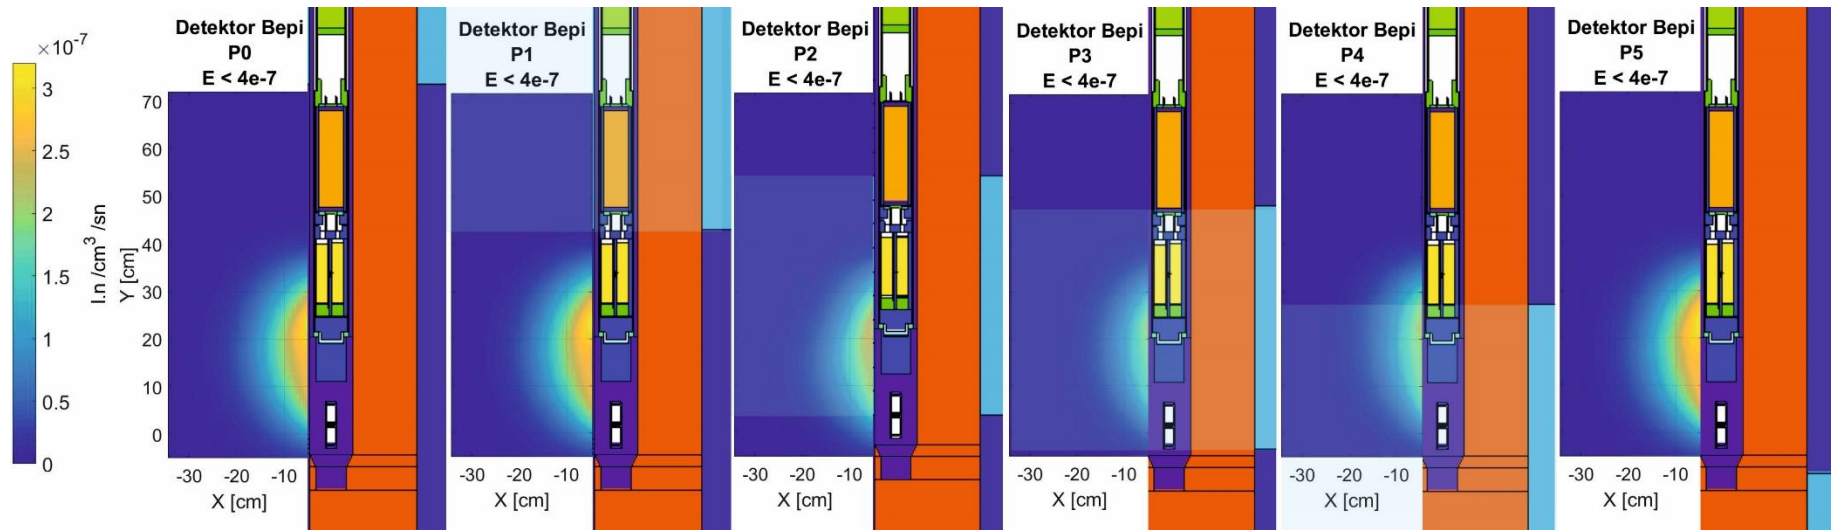 ×10⁻⁷
3
2.5
2
1.5
1
0.5
0
I.n /cm³ /sn
Detektor Bepi
P0
E < 4e-7
70
60
50
40
30
20
10
0
Y [cm]
-30 -20 -10
X [cm]
Detektor Bepi
P1
E < 4e-7
-30 -20 -10
X [cm]
Detektor Bepi
P2
E < 4e-7
-30 -20 -10
X [cm]
Detektor Bepi
P3
E < 4e-7
-30 -20 -10
X [cm]
Detektor Bepi
P4
E < 4e-7
-30 -20 -10
X [cm]
Detektor Bepi
P5
E < 4e-7
-30 -20 -10
X [cm]